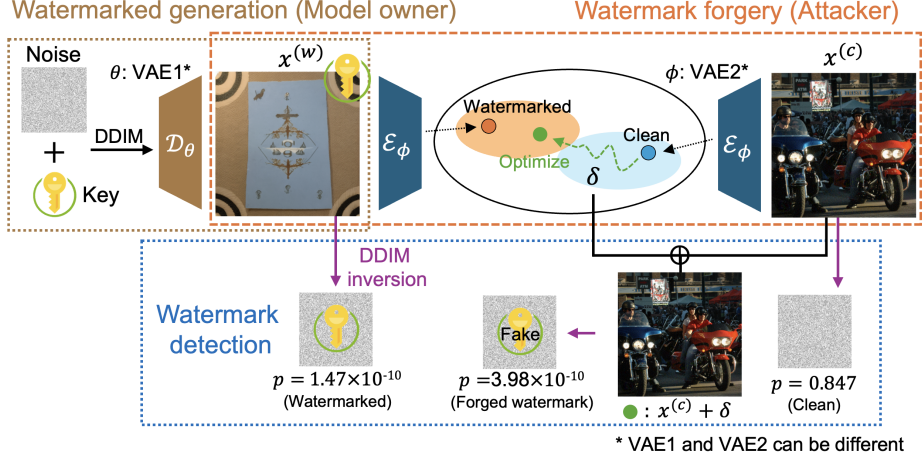 Watermarked generation (Model owner)
Watermark forgery (Attacker)
Noise
θ: VAE1*
x^(w)
ϕ: VAE2*
x^(c)
DDIM
+
Key
𝒟_θ
ℰ_ϕ
Watermarked
Clean
Optimize
δ
ℰ_ϕ
DDIM
inversion
Watermark
detection
Fake
p = 1.47×10^-10
(Watermarked)
p =3.98×10^-10
(Forged watermark)
: x^(c) + δ
p = 0.847
(Clean)
* VAE1 and VAE2 can be different